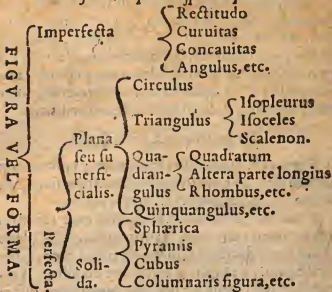 FIGVRA VEL FORMA.
Imperfecta
Rectitudo
Curuitas
Concauitas
Angulus, etc.
Perfecta.
Plana
seu su
perfi-
cialis.
Circulus
Triangulus
Isopleurus
Isoceles
Scalenon.
Qua-
dran-
gulus
Quadratum
Altera parte longius
Rhombus, etc.
Quinquangulus, etc.
Soli-
da.
Sphærica
Pyramis
Cubus
Columnaris figura, etc.